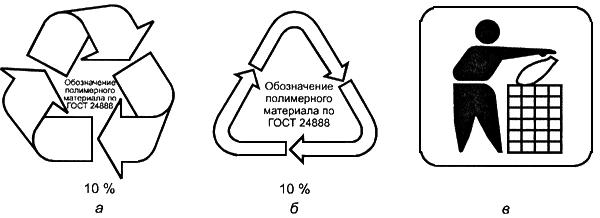 Обозначение
полимерного
материала по
ГОСТ 24888
10 %
а
Обозначение
полимерного
материала по
ГОСТ 24888
10 %
б
в